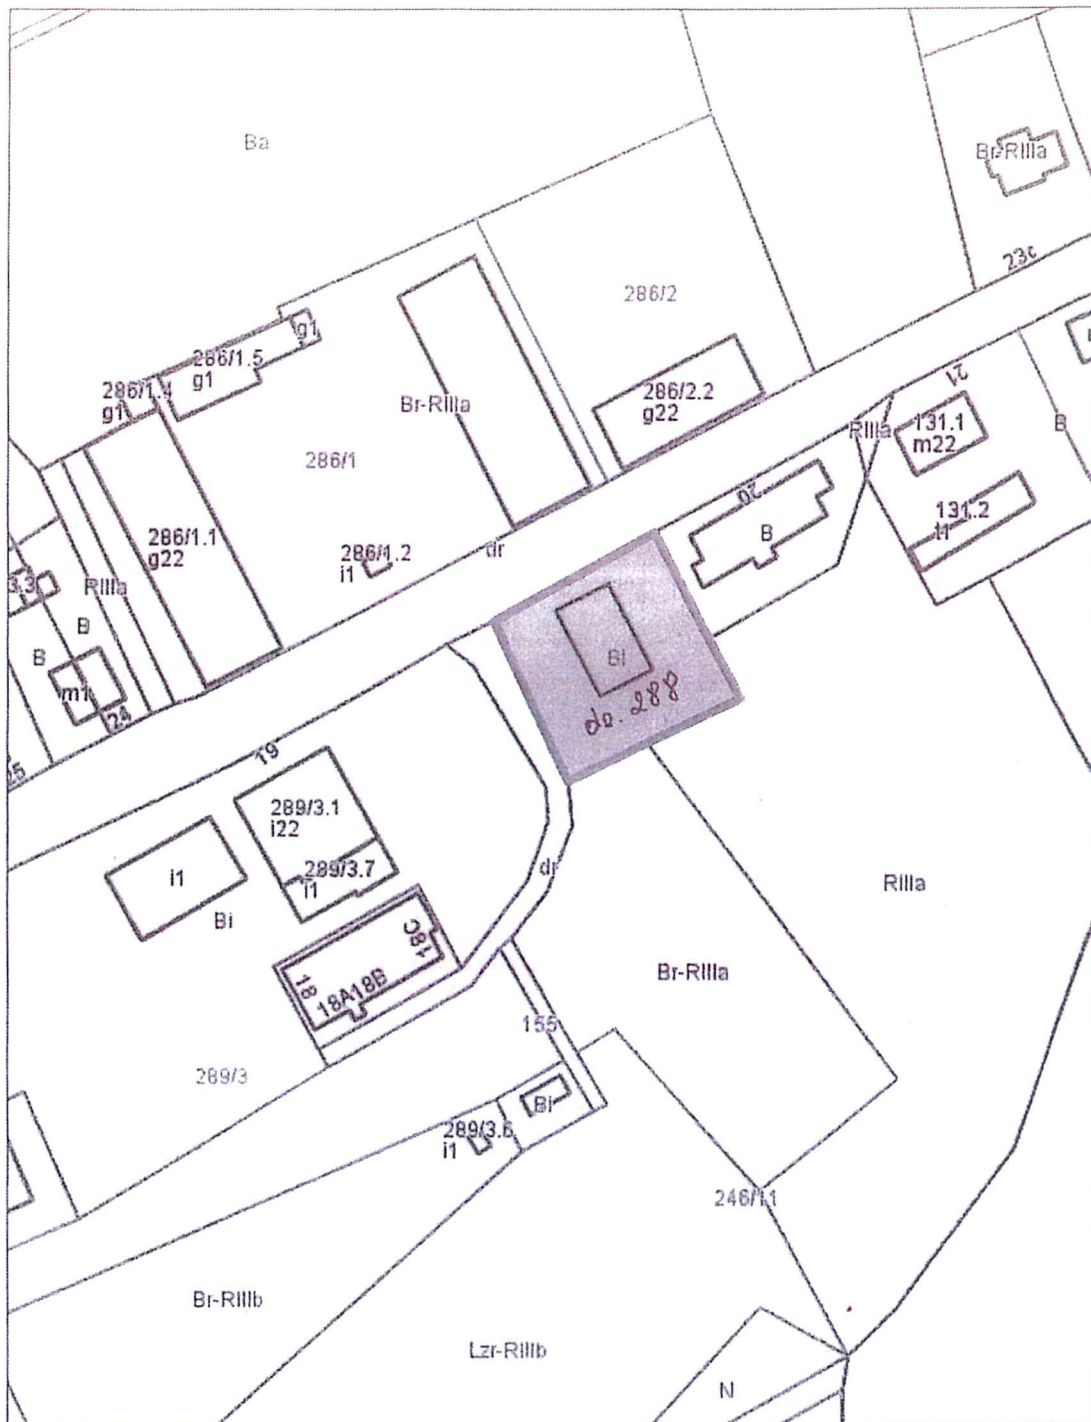 Ba
Br-RIIIa
23c
286/2
g1
286/1.5
g1
286/1.4
g1
Br-RIIIa
286/2.2
g22
21
286/1
RIIIa
131.1
m22
B
20
B
131.2
i1
286/1.1
g22
286/1.2
i1
dr
3.3
RIIIa
B
B
m1
24
Bi
dz. 288
19
25
289/3.1
i22
289/3.7
i1
i1
Bi
dr
RIIIa
18C
18
18A18B
Br-RIIIa
155
289/3
Bi
289/3.6
i1
246/11
Br-RIIIb
Lzr-RIIIb
N